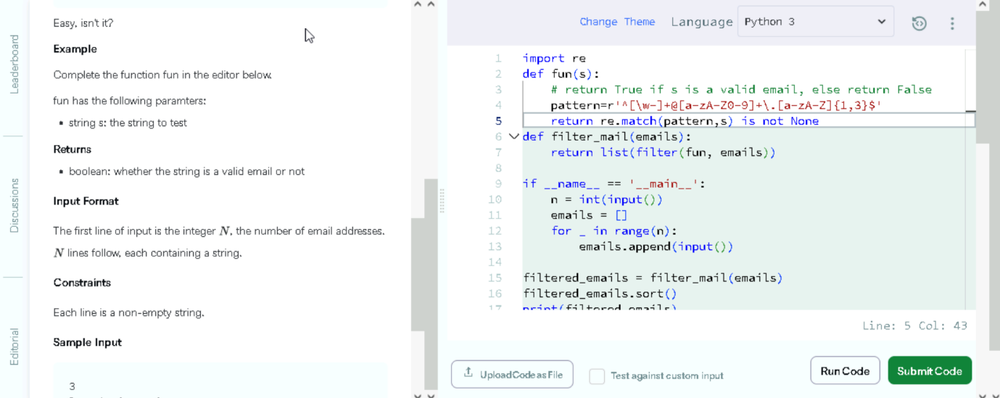 Leaderboard
Discussions
Editorial
Easy, isn't it?
Example
Complete the function fun in the editor below.
fun has the following paramters:
• string s: the string to test
Returns
• boolean: whether the string is a valid email or not
Input Format
The first line of input is the integer N, the number of email addresses.
N lines follow, each containing a string.
Constraints
Each line is a non-empty string.
Sample Input
3
Change Theme Language Python 3
1 import re
2 def fun(s):
3 # return True if s is a valid email, else return False
4 pattern=r'^[\w-]+@[a-zA-Z0-9]+\.[a-zA-Z]{1,3}$'
5 return re.match(pattern,s) is not None
6 def filter_mail(emails):
7 return list(filter(fun, emails))
8
9 if __name__ == '__main__':
10 n = int(input())
11 emails = []
12 for _ in range(n):
13 emails.append(input())
14
15 filtered_emails = filter_mail(emails)
16 filtered_emails.sort()
17 print(filtered_emails)
Line: 5 Col: 43
Upload Code as File
Test against custom input
Run Code
Submit Code